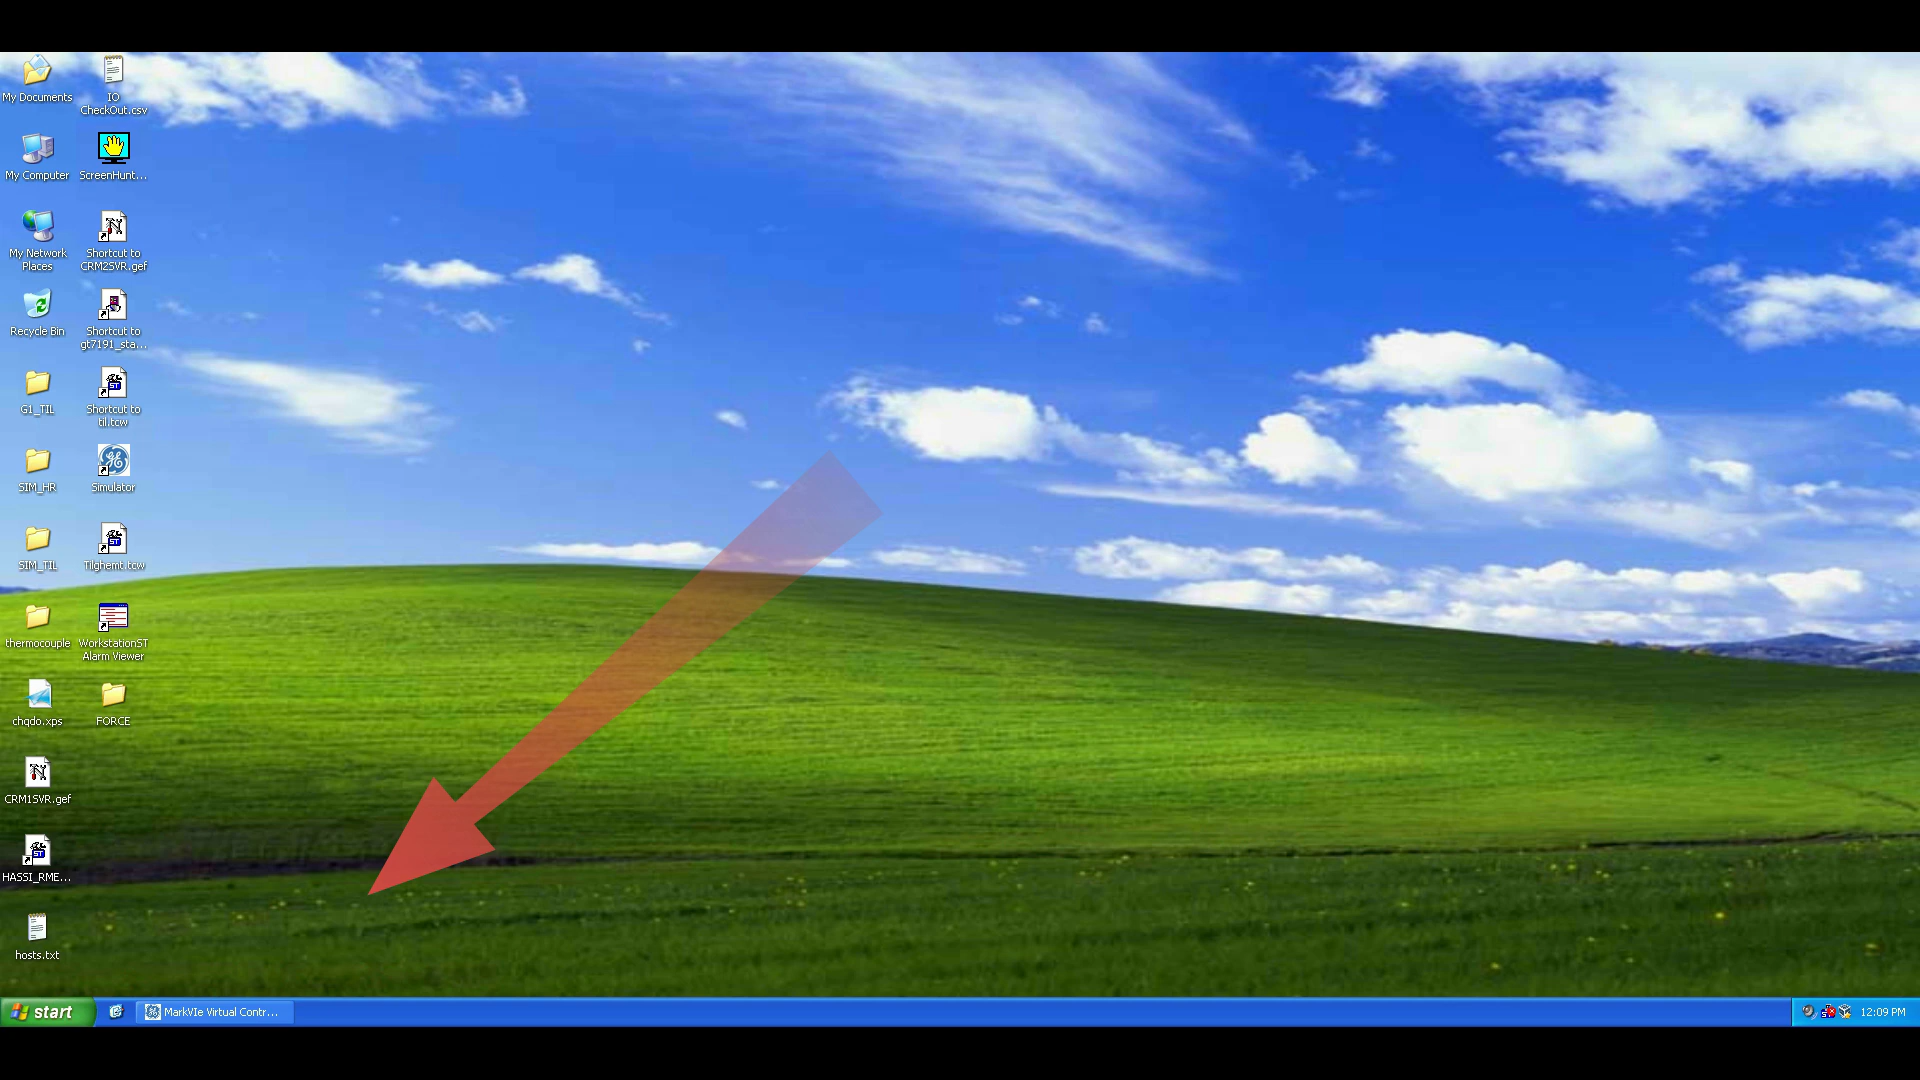 My Documents
IO
CheckOut.csv
My Computer
ScreenHunt...
My Network
Places
Shortcut to
CRM2SVR.gef
Recycle Bin
Shortcut to
gt7191_sta...
G1_TIL
Shortcut to
til.tcw
SIM_HR
Simulator
SIM_TIL
Tilghemt.tcw
thermocouple
WorkstationST
Alarm Viewer
chqdo.xps
FORCE
CRM1SVR.gef
HASSI_RME...
hosts.txt
start
MarkVIe Virtual Contr...
12:09 PM